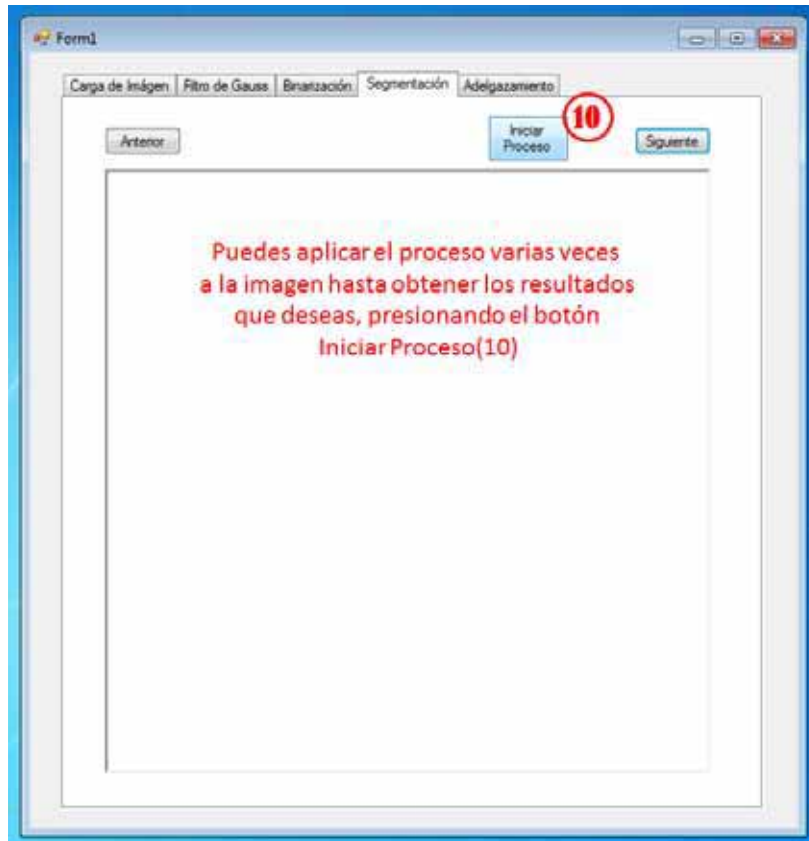 Form1
Carga de Imágen Filtro de Gauss Binarización Segmentación Adelgazamiento
Anterior
Iniciar
Proceso
10
Siguiente
Puedes aplicar el proceso varias veces
a la imagen hasta obtener los resultados
que deseas, presionando el botón
Iniciar Proceso(10)